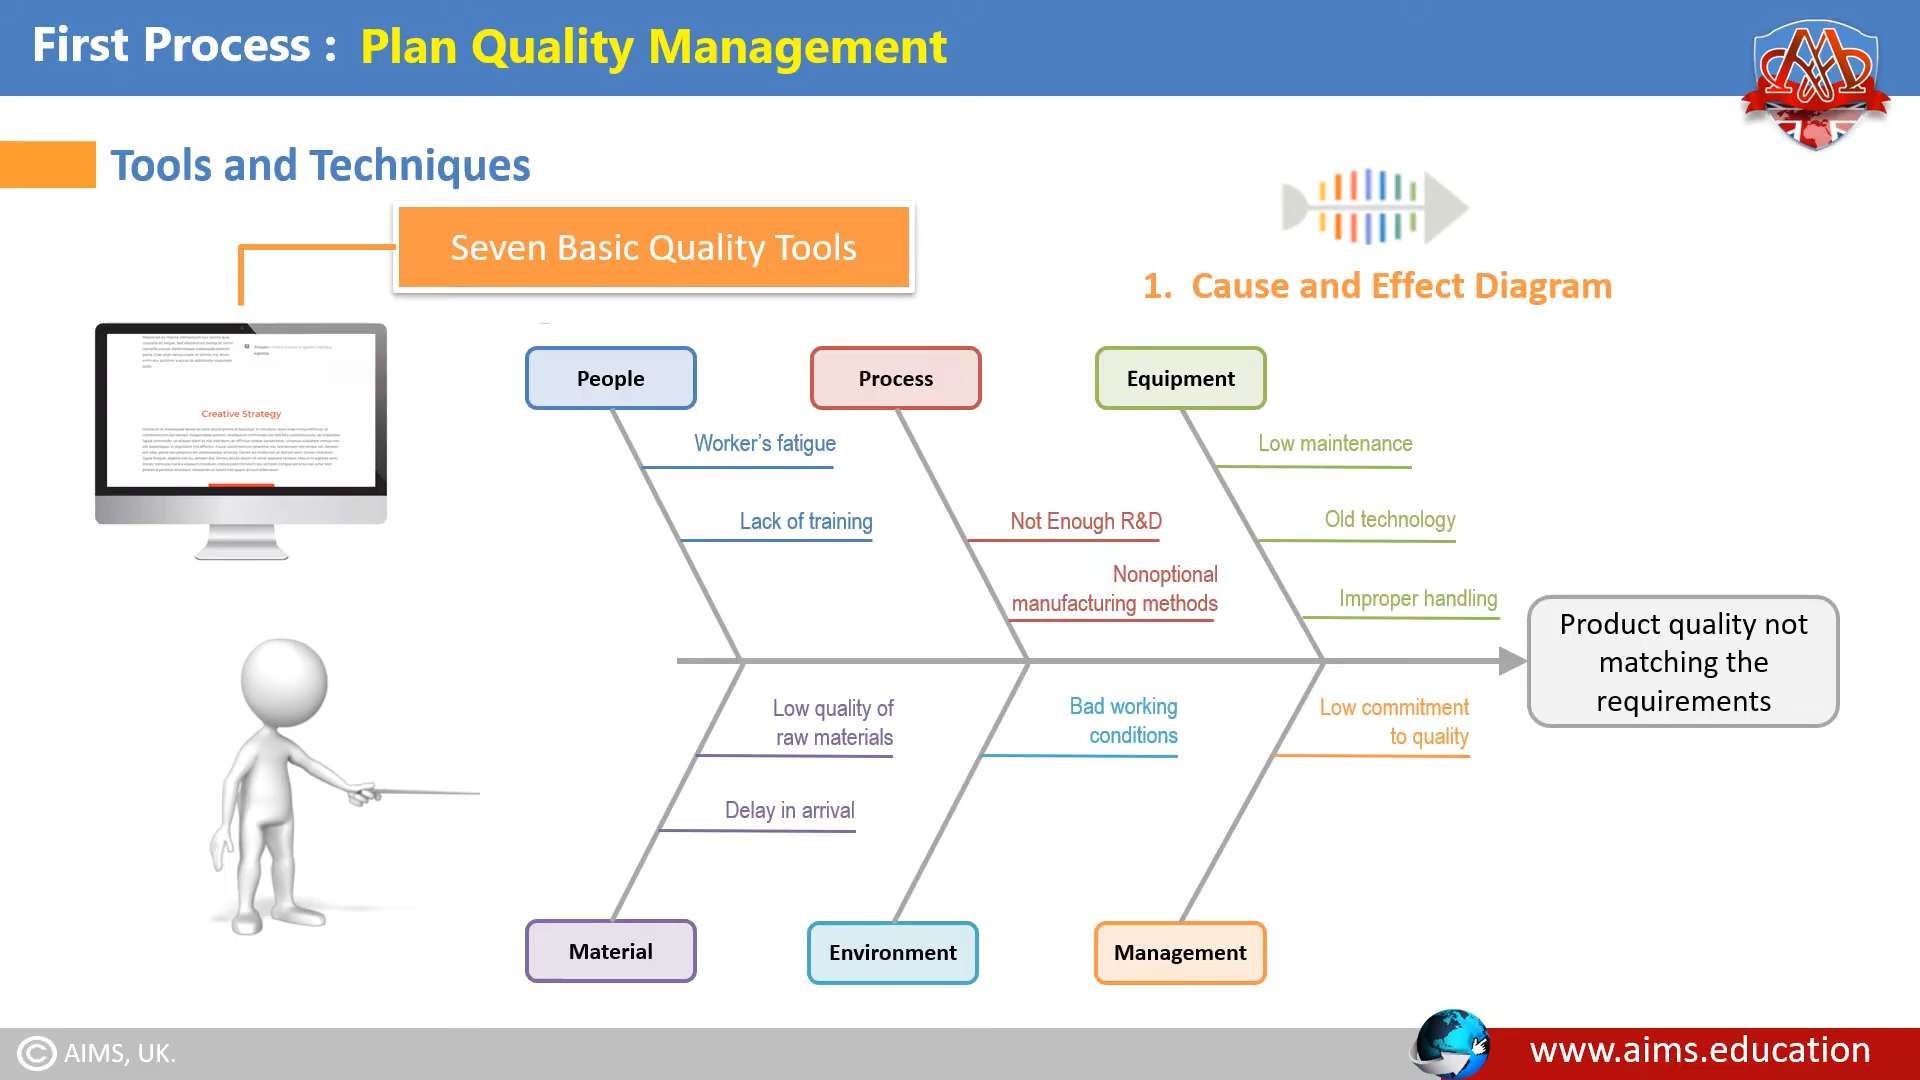 First Process : Plan Quality Management
Tools and Techniques
Seven Basic Quality Tools
1. Cause and Effect Diagram
Creative Strategy
People
Process
Equipment
Worker's fatigue
Low maintenance
Lack of training
Not Enough R&D
Old technology
Nonoptional
manufacturing methods
Improper handling
Product quality not
matching the
requirements
Low quality of
raw materials
Bad working
conditions
Low commitment
to quality
Delay in arrival
Material
Environment
Management
© AIMS, UK.
www.aims.education